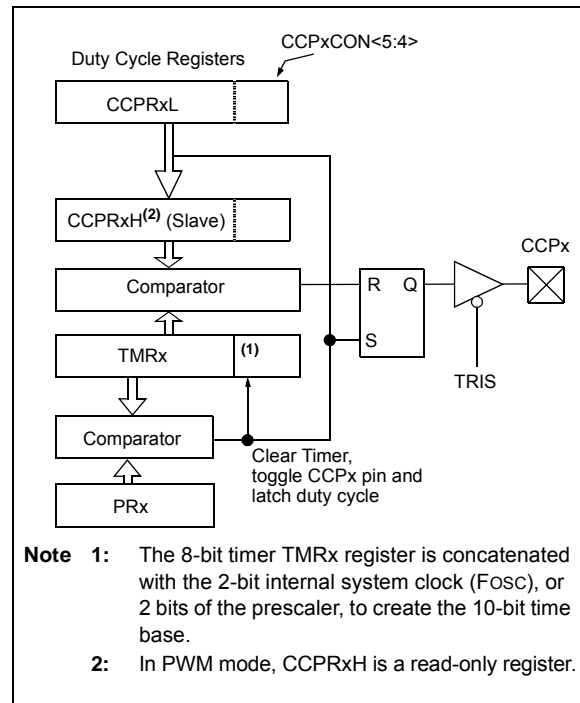 CCPxCON<5:4>
Duty Cycle Registers
CCPRxL
CCPRxH(2) (Slave)
CCPx
Comparator
R Q
S
TMRx (1)
TRIS
Comparator
Clear Timer,
toggle CCPx pin and
latch duty cycle
PRx
Note 1: The 8-bit timer TMRx register is concatenated
with the 2-bit internal system clock (FOSC), or
2 bits of the prescaler, to create the 10-bit time
base.
2: In PWM mode, CCPRxH is a read-only register.